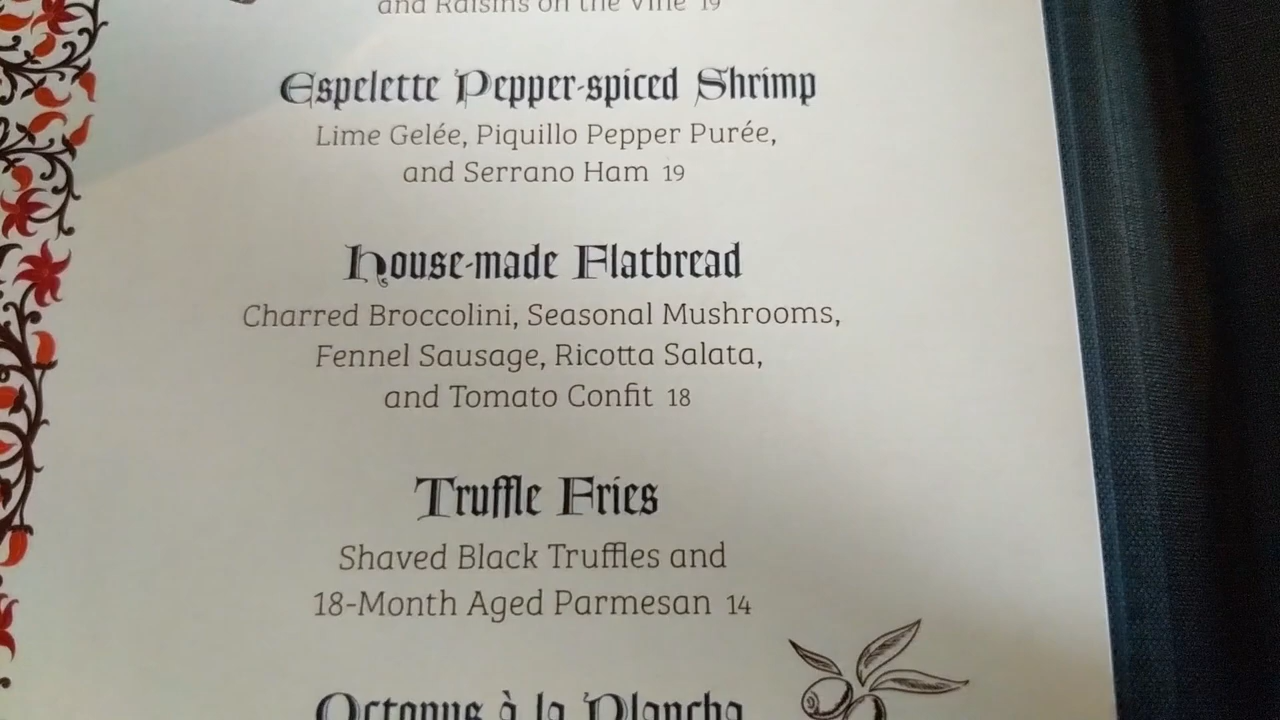 and Raisins on the Vine 19
Espelette Pepper-spiced Shrimp
Lime Gelée, Piquillo Pepper Purée,
and Serrano Ham 19
House-made Flatbread
Charred Broccolini, Seasonal Mushrooms,
Fennel Sausage, Ricotta Salata,
and Tomato Confit 18
Truffle Fries
Shaved Black Truffles and
18-Month Aged Parmesan 14
Octopus à la Plancha